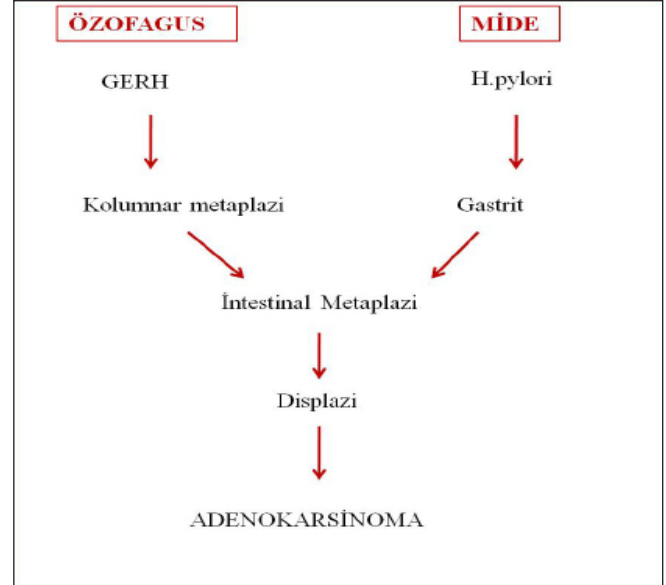 ÖZOFAGUS
MİDE
GERH
H.pylori
Kolumnar metaplazi
Gastrit
İntestinal Metaplazi
Displazi
ADENOKARSİNOMA